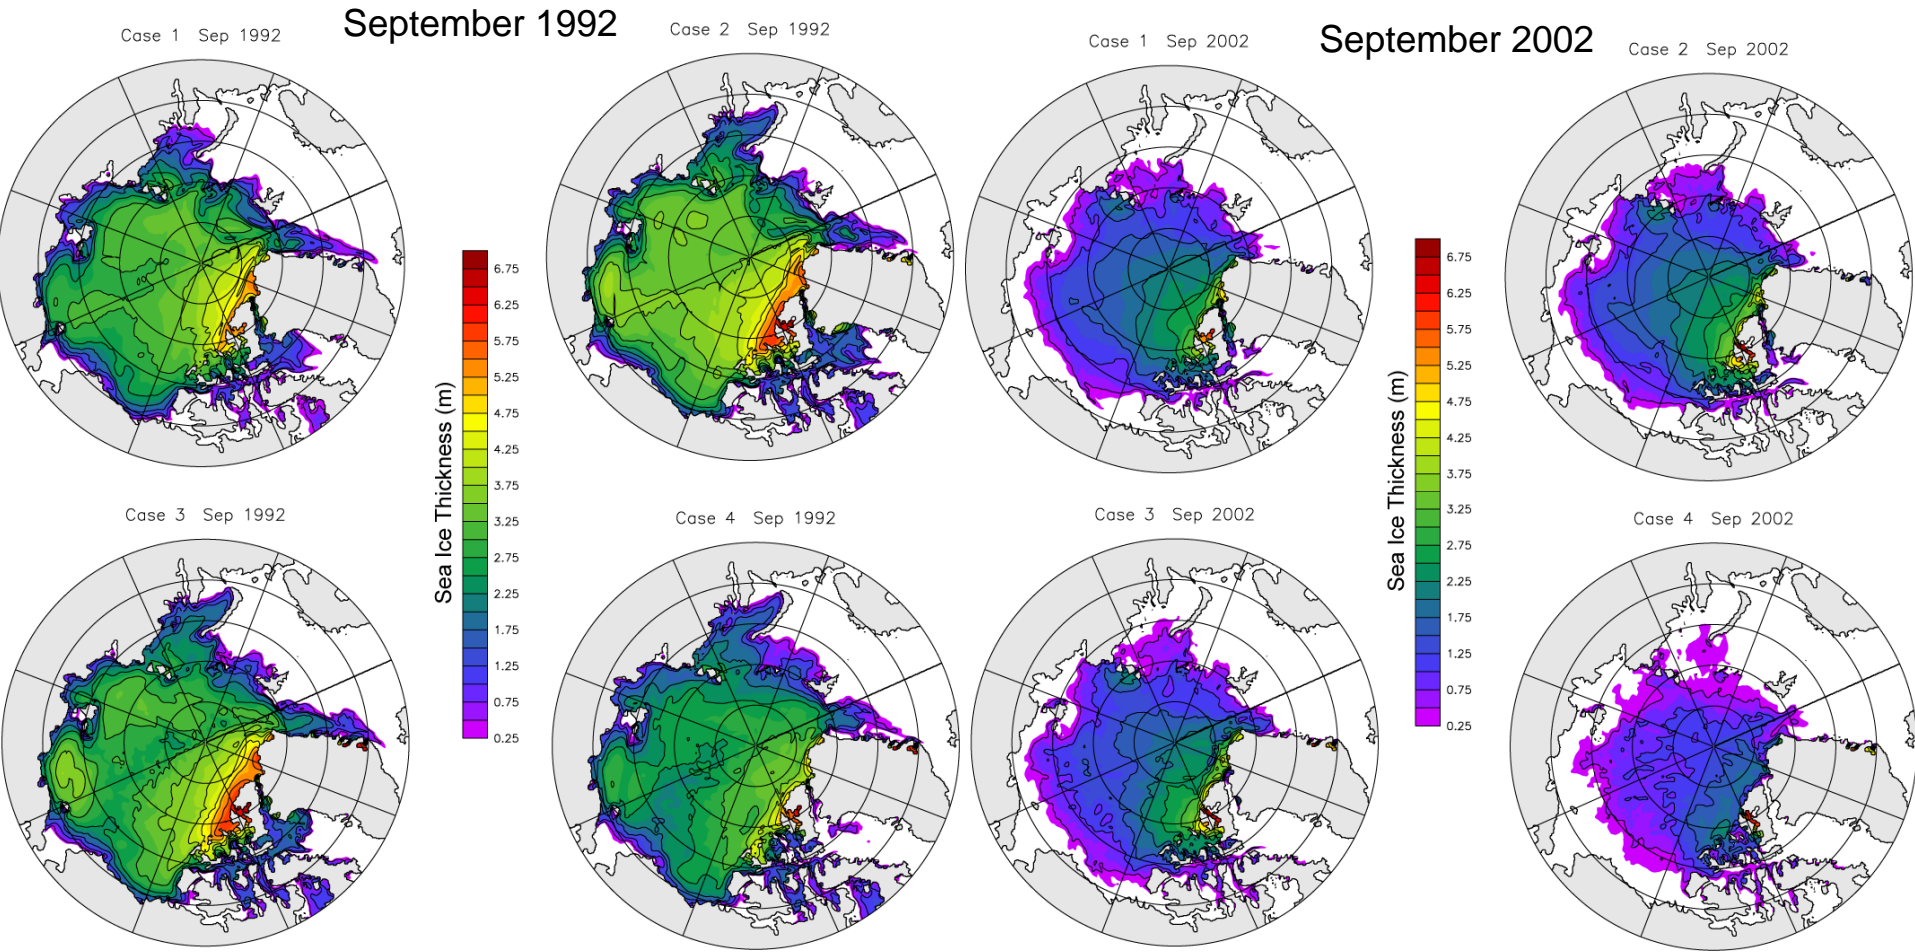 September 1992
Case 1 Sep 1992
Case 2 Sep 1992
September 2002
Case 1 Sep 2002
Case 2 Sep 2002
Sea Ice Thickness (m)
6.75
6.25
5.75
5.25
4.75
4.25
3.75
3.25
2.75
2.25
1.75
1.25
0.75
0.25
Sea Ice Thickness (m)
6.75
6.25
5.75
5.25
4.75
4.25
3.75
3.25
2.75
2.25
1.75
1.25
0.75
0.25
Case 3 Sep 1992
Case 4 Sep 1992
Case 3 Sep 2002
Case 4 Sep 2002